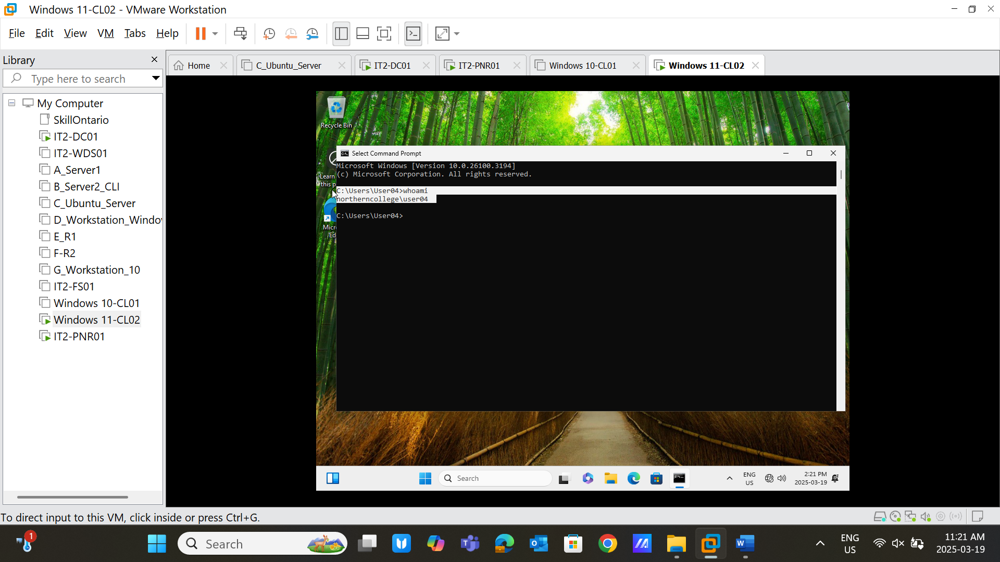 Windows 11-CL02 - VMware Workstation
File Edit View VM Tabs Help
Library
Type here to search
My Computer
SkillOntario
IT2-DC01
IT2-WDS01
A_Server1
B_Server2_CLI
C_Ubuntu_Server
D_Workstation_Windo
E_R1
F-R2
G_Workstation_10
IT2-FS01
Windows 10-CL01
Windows 11-CL02
IT2-PNR01
Home
C_Ubuntu_Server
IT2-DC01
IT2-PNR01
Windows 10-CL01
Windows 11-CL02
Recycle Bin
Learn
this p
Micr
Ed
Select Command Prompt
Microsoft Windows [Version 10.0.26100.3194]
(c) Microsoft Corporation. All rights reserved.
C:\Users\User04>whoami
northerncollege\user04
C:\Users\User04>
Search
ENG
US
2:21 PM
2025-03-19
To direct input to this VM, click inside or press Ctrl+G.
1
Search
ENG
US
11:21 AM
2025-03-19